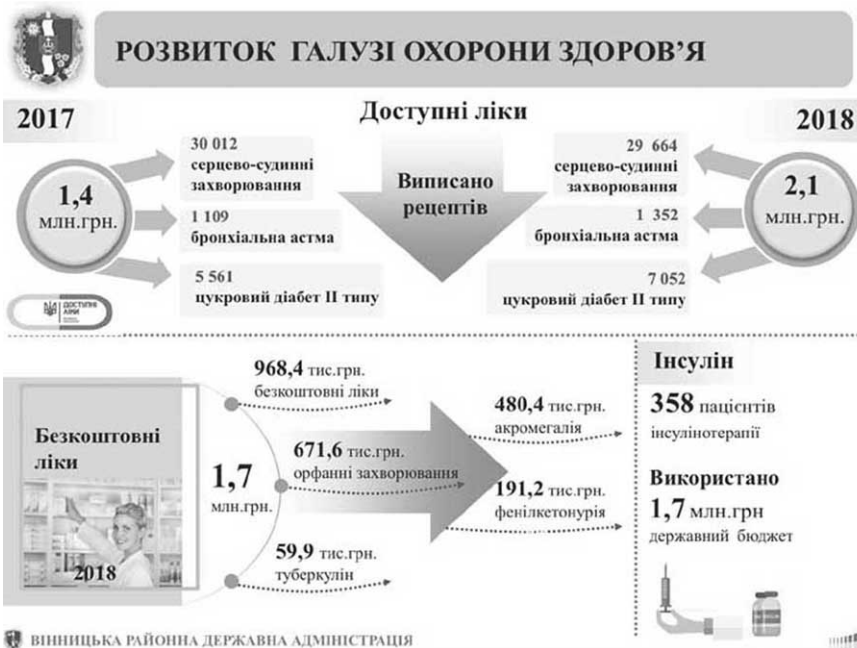 РОЗВИТОК ГАЛУЗІ ОХОРОНИ ЗДОРОВ’Я
2017
Доступні ліки
2018
1,4
млн.грн.
30 012
серцево-судинні
захворювання
1 109
бронхіальна астма
5 561
цукровий діабет II типу
Виписано
рецептів
29 664
серцево-судинні
захворювання
1 352
бронхіальна астма
7 052
цукровий діабет II типу
2,1
млн.грн.
ДОСТУПНІ
ЛІКИ
Безкоштовні
ліки
2018
1,7
млн.грн.
968,4 тис.грн.
безкоштовні ліки
671,6 тис.грн.
орфанні захворювання
59,9 тис.грн.
туберкулін
480,4 тис.грн.
акромегалія
191,2 тис.грн.
фенілкетонурія
Інсулін
358 пацієнтів
інсулінотерапії
Використано
1,7 млн.грн
державний бюджет
ВІННИЦЬКА РАЙОННА ДЕРЖАВНА АДМІНІСТРАЦІЯ